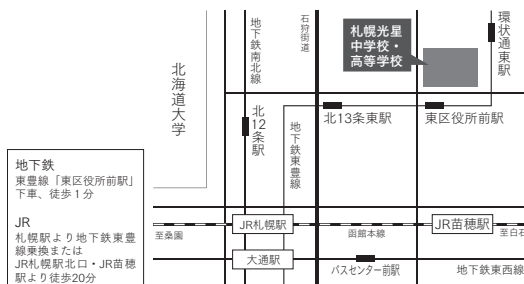 札幌光星
中学校・
高等学校
環状通東駅
石狩街道
地下鉄南北線
北海道大学
北12条駅
地下鉄東豊線
北13条東駅
東区役所前駅
地下鉄
東豊線「東区役所前駅」
下車、徒歩1分
JR
札幌駅より地下鉄東豊
線乗換または
JR札幌駅北口・JR苗穂
駅より徒歩20分
JR札幌駅
JR苗穂駅
至桑園
函館本線
至白石
大通駅
バスセンター前駅
地下鉄東西線